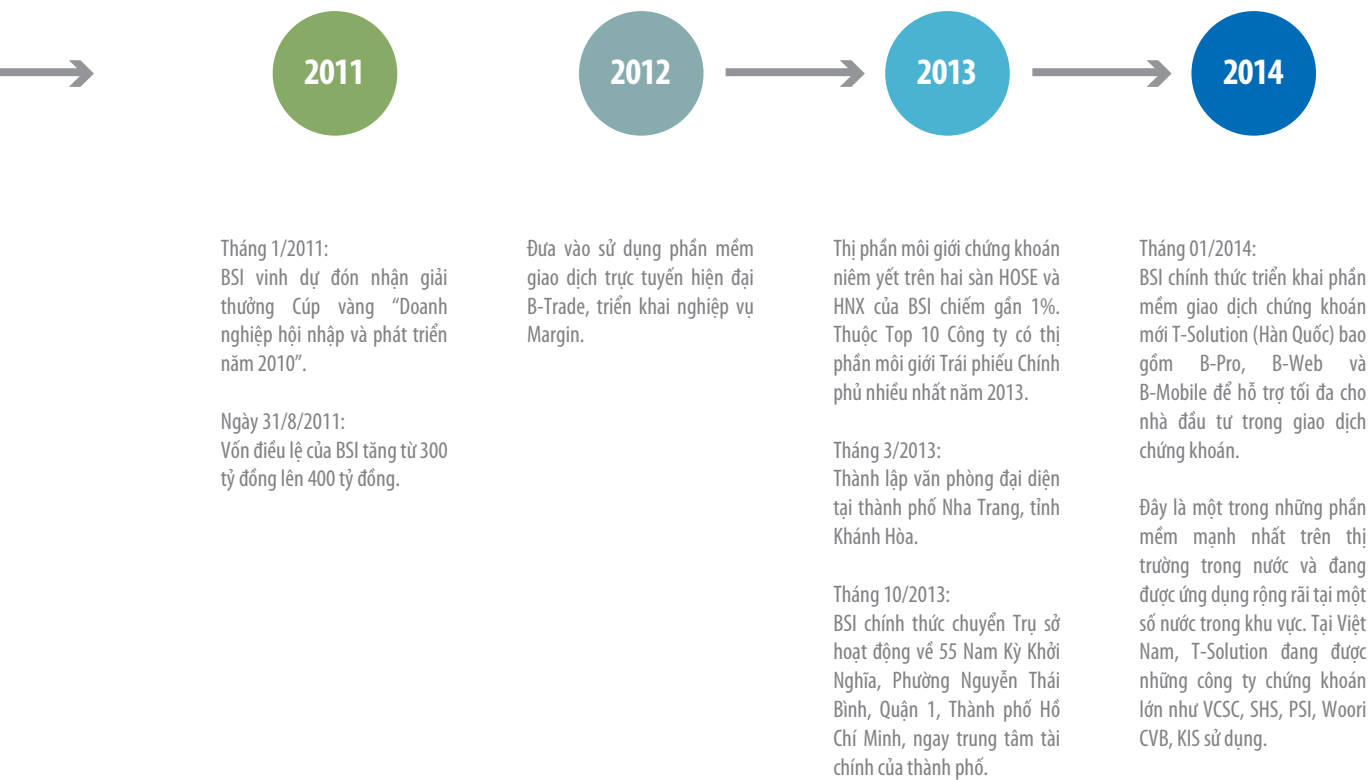 2011
Tháng 1/2011:
BSI vinh dự đón nhận giải
thưởng Cúp vàng “Doanh
nghiệp hội nhập và phát triển
năm 2010”.
Ngày 31/8/2011:
Vốn điều lệ của BSI tăng từ 300
tỷ đồng lên 400 tỷ đồng.
2012
Đưa vào sử dụng phần mềm
giao dịch trực tuyến hiện đại
B-Trade, triển khai nghiệp vụ
Margin.
2013
Thị phần môi giới chứng khoán
niêm yết trên hai sàn HOSE và
HNX của BSI chiếm gần 1%.
Thuộc Top 10 Công ty có thị
phần môi giới Trái phiếu Chính
phủ nhiều nhất năm 2013.
Tháng 3/2013:
Thành lập văn phòng đại diện
tại thành phố Nha Trang, tỉnh
Khánh Hòa.
Tháng 10/2013:
BSI chính thức chuyển Trụ sở
hoạt động về 55 Nam Kỳ Khởi
Nghĩa, Phường Nguyễn Thái
Bình, Quận 1, Thành phố Hồ
Chí Minh, ngay trung tâm tài
chính của thành phố.
2014
Tháng 01/2014:
BSI chính thức triển khai phần
mềm giao dịch chứng khoán
mới T-Solution (Hàn Quốc) bao
gồm B-Pro, B-Web và
B-Mobile để hỗ trợ tối đa cho
nhà đầu tư trong giao dịch
chứng khoán.
Đây là một trong những phần
mềm mạnh nhất trên thị
trường trong nước và đang
được ứng dụng rộng rãi tại một
số nước trong khu vực. Tại Việt
Nam, T-Solution đang được
những công ty chứng khoán
lớn như VCSC, SHS, PSI, Woori
CVB, KIS sử dụng.